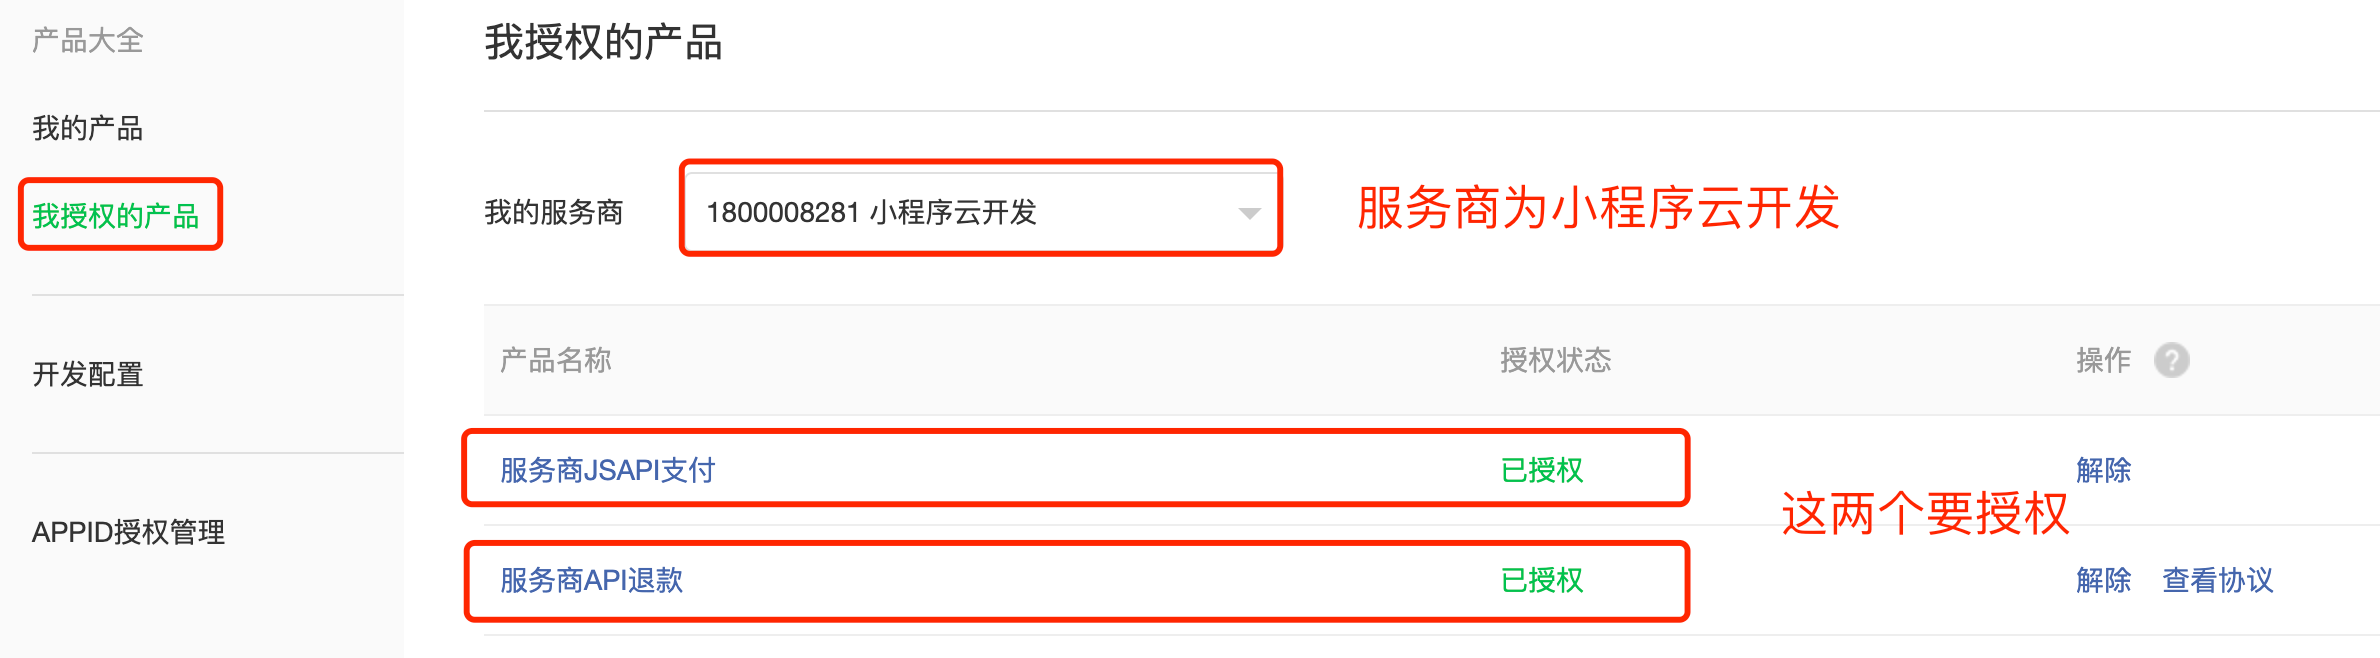 产品大全
我的产品
我授权的产品
开发配置
APPID授权管理
我授权的产品
我的服务商 1800008281 小程序云开发 服务商为小程序云开发
产品名称 授权状态 操作 ?
服务商JSAPI支付 已授权 解除
这两个要授权
服务商API退款 已授权 解除 查看协议